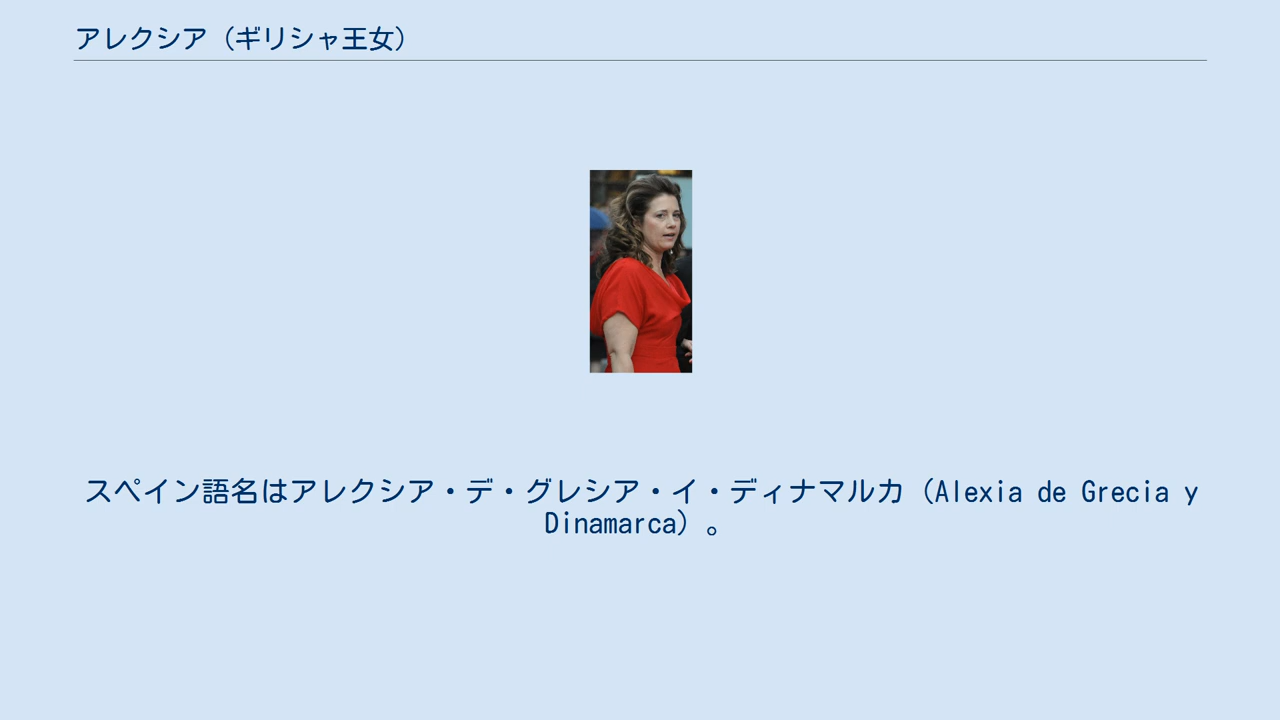 アレクシア（ギリシャ王女）
スペイン語名はアレクシア・デ・グレシア・イ・ディナマルカ（Alexia de Grecia y
Dinamarca）。